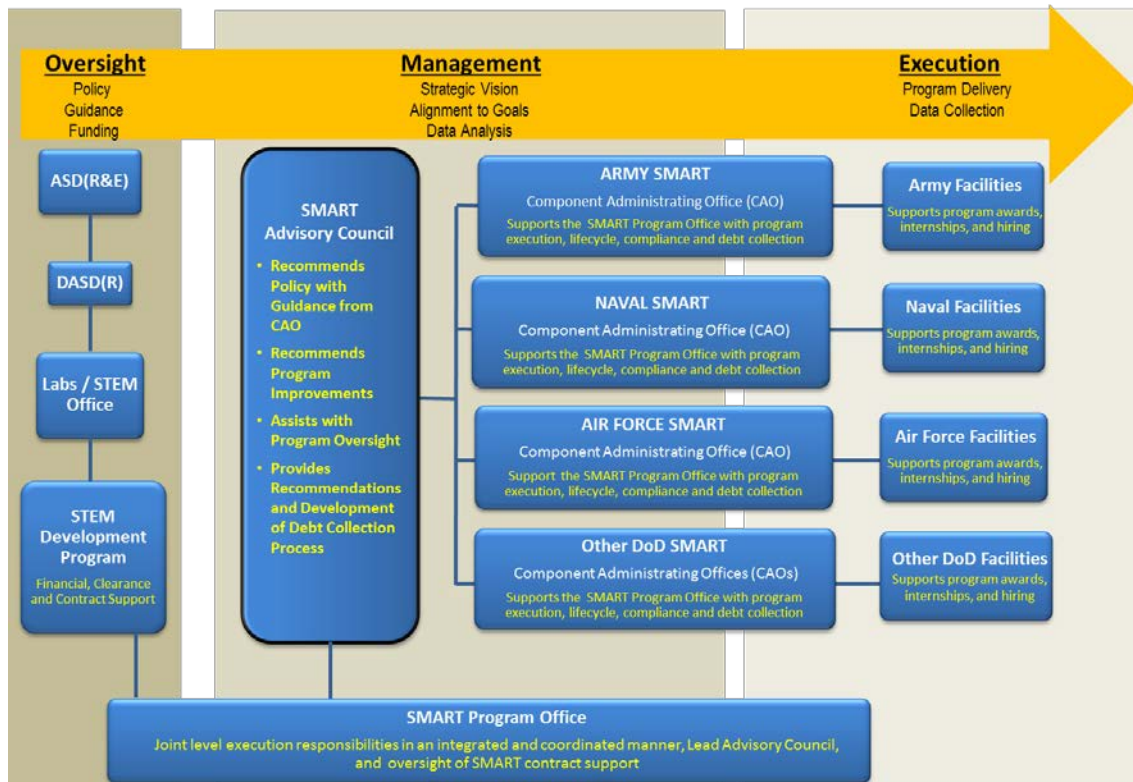 Oversight
Policy
Guidance
Funding
Management
Strategic Vision
Alignment to Goals
Data Analysis
Execution
Program Delivery
Data Collection
ASD(R&E)
DASD(R)
Labs / STEM
Office
STEM
Development
Program
Financial, Clearance
and Contract Support
SMART
Advisory Council
• Recommends
Policy with
Guidance from
CAO
• Recommends
Program
Improvements
• Assists with
Program Oversight
• Provides
Recommendations
and Development
of Debt Collection
Process
ARMY SMART
Component Administrating Office (CAO)
Supports the SMART Program Office with program
execution, lifecycle, compliance and debt collection
NAVAL SMART
Component Administrating Office (CAO)
Supports the SMART Program Office with program
execution, lifecycle, compliance and debt collection
AIR FORCE SMART
Component Administrating Office (CAO)
Support the SMART Program Office with program
execution, lifecycle, compliance and debt collection
Other DoD SMART
Component Administrating Offices (CAOs)
Supports the SMART Program Office with program
execution, lifecycle, compliance and debt collection
Army Facilities
Supports program awards,
internships, and hiring
Naval Facilities
Supports program awards,
internships, and hiring
Air Force Facilities
Supports program awards,
internships, and hiring
Other DoD Facilities
Supports program awards,
internships, and hiring
SMART Program Office
Joint level execution responsibilities in an integrated and coordinated manner, Lead Advisory Council,
and oversight of SMART contract support